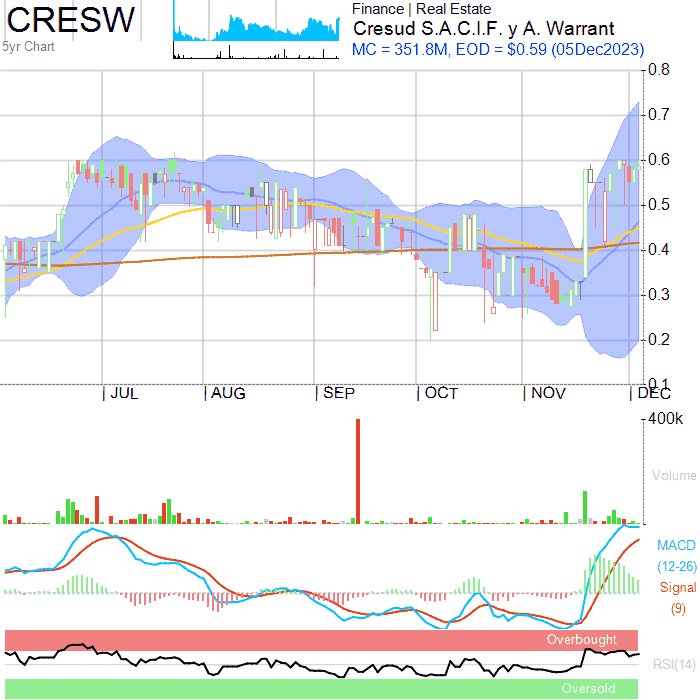 CRESW
5yr Chart
Finance | Real Estate
Cresud S.A.C.I.F. y A. Warrant
MC = 351.8M, EOD = $0.59 (05Dec2023)
0.8
0.7
0.6
0.5
0.4
0.3
0.2
0.1
JUL AUG SEP OCT NOV DEC
400k
Volume
MACD
(12-26)
Signal
(9)
Overbought
RSI(14)
Oversold